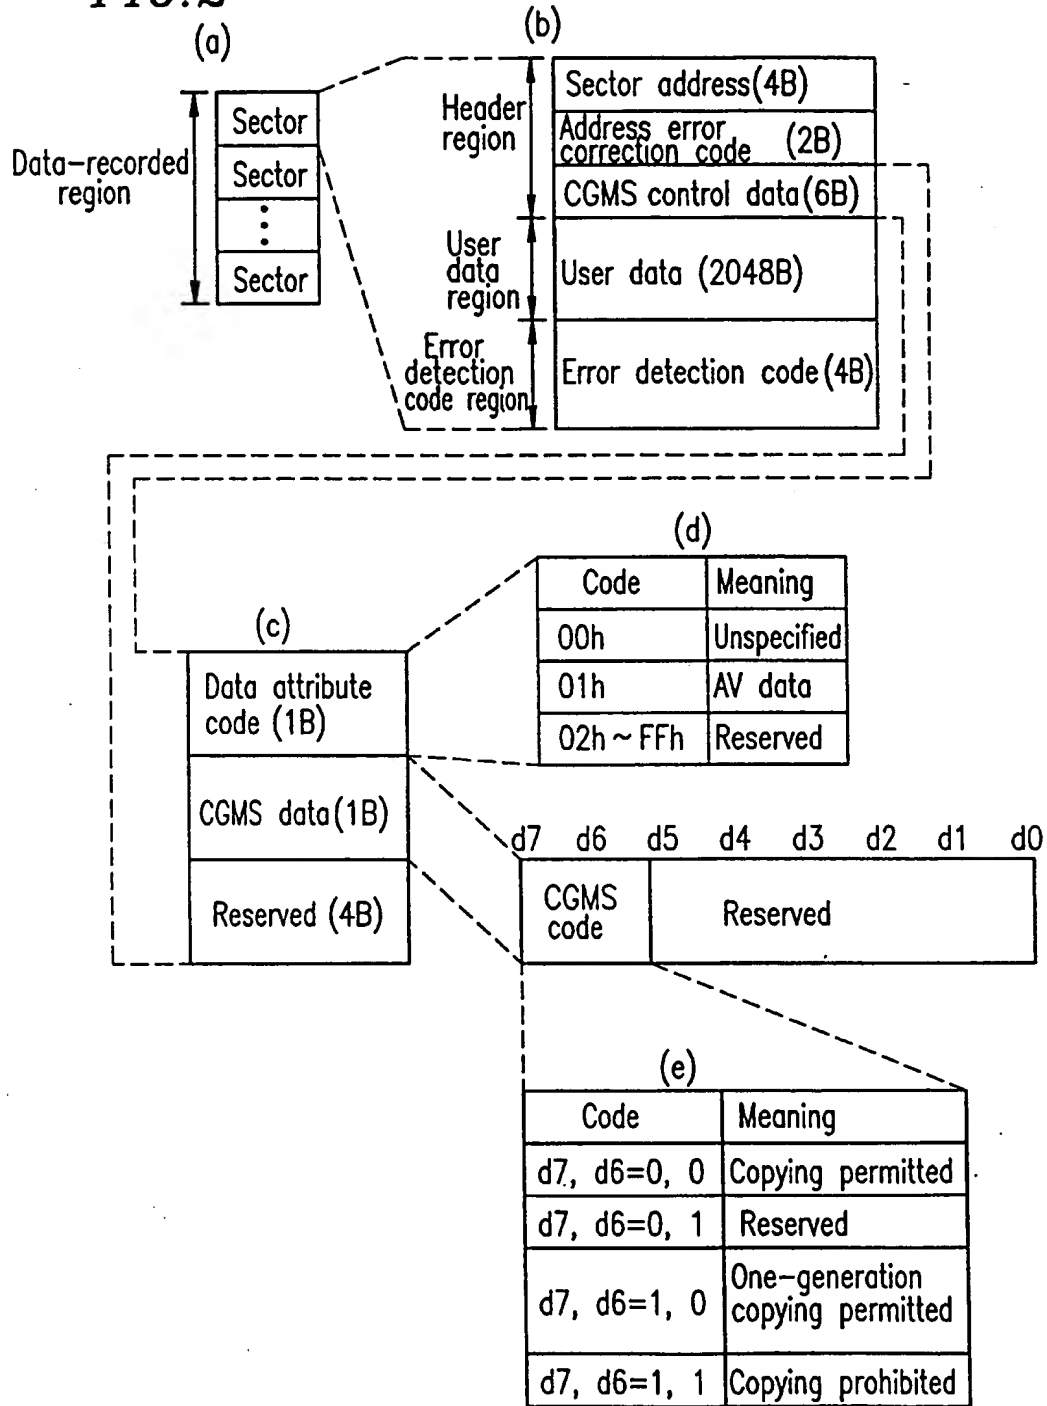 FIG.2
(a)
(b)
Data-recorded
region
Sector
Sector
Sector
Header
region
Sector address(4B)
Address error
correction code (2B)
CGMS control data(6B)
User
data
region
User data (2048B)
Error
detection
code region
Error detection code(4B)
(c)
Data attribute
code (1B)
CGMS data(1B)
Reserved (4B)
(d)
Code Meaning
00h Unspecified
01h AV data
02h ~ FFh Reserved
d7 d6 d5 d4 d3 d2 d1 d0
CGMS
code
Reserved
(e)
Code Meaning
d7, d6=0, 0 Copying permitted
d7, d6=0, 1 Reserved
d7, d6=1, 0 One-generation
copying permitted
d7, d6=1, 1 Copying prohibited